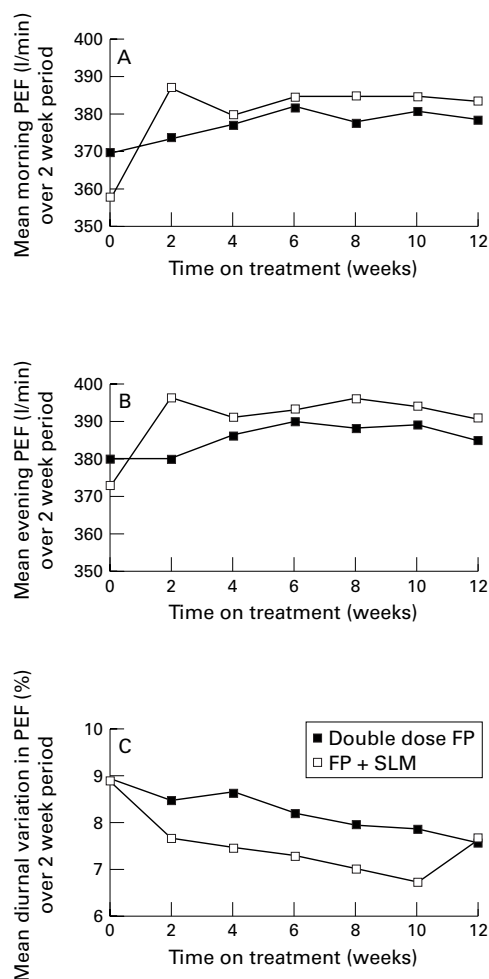 Mean morning PEF (l/min)
over 2 week period
A
400
390
380
370
360
350
0 2 4 6 8 10 12
Time on treatment (weeks)
Mean evening PEF (l/min)
over 2 week period
B
400
390
380
370
360
350
0 2 4 6 8 10 12
Time on treatment (weeks)
Mean diurnal variation in PEF (%)
over 2 week period
C
10
9
8
7
6
Double dose FP
FP + SLM
0 2 4 6 8 10 12
Time on treatment (weeks)